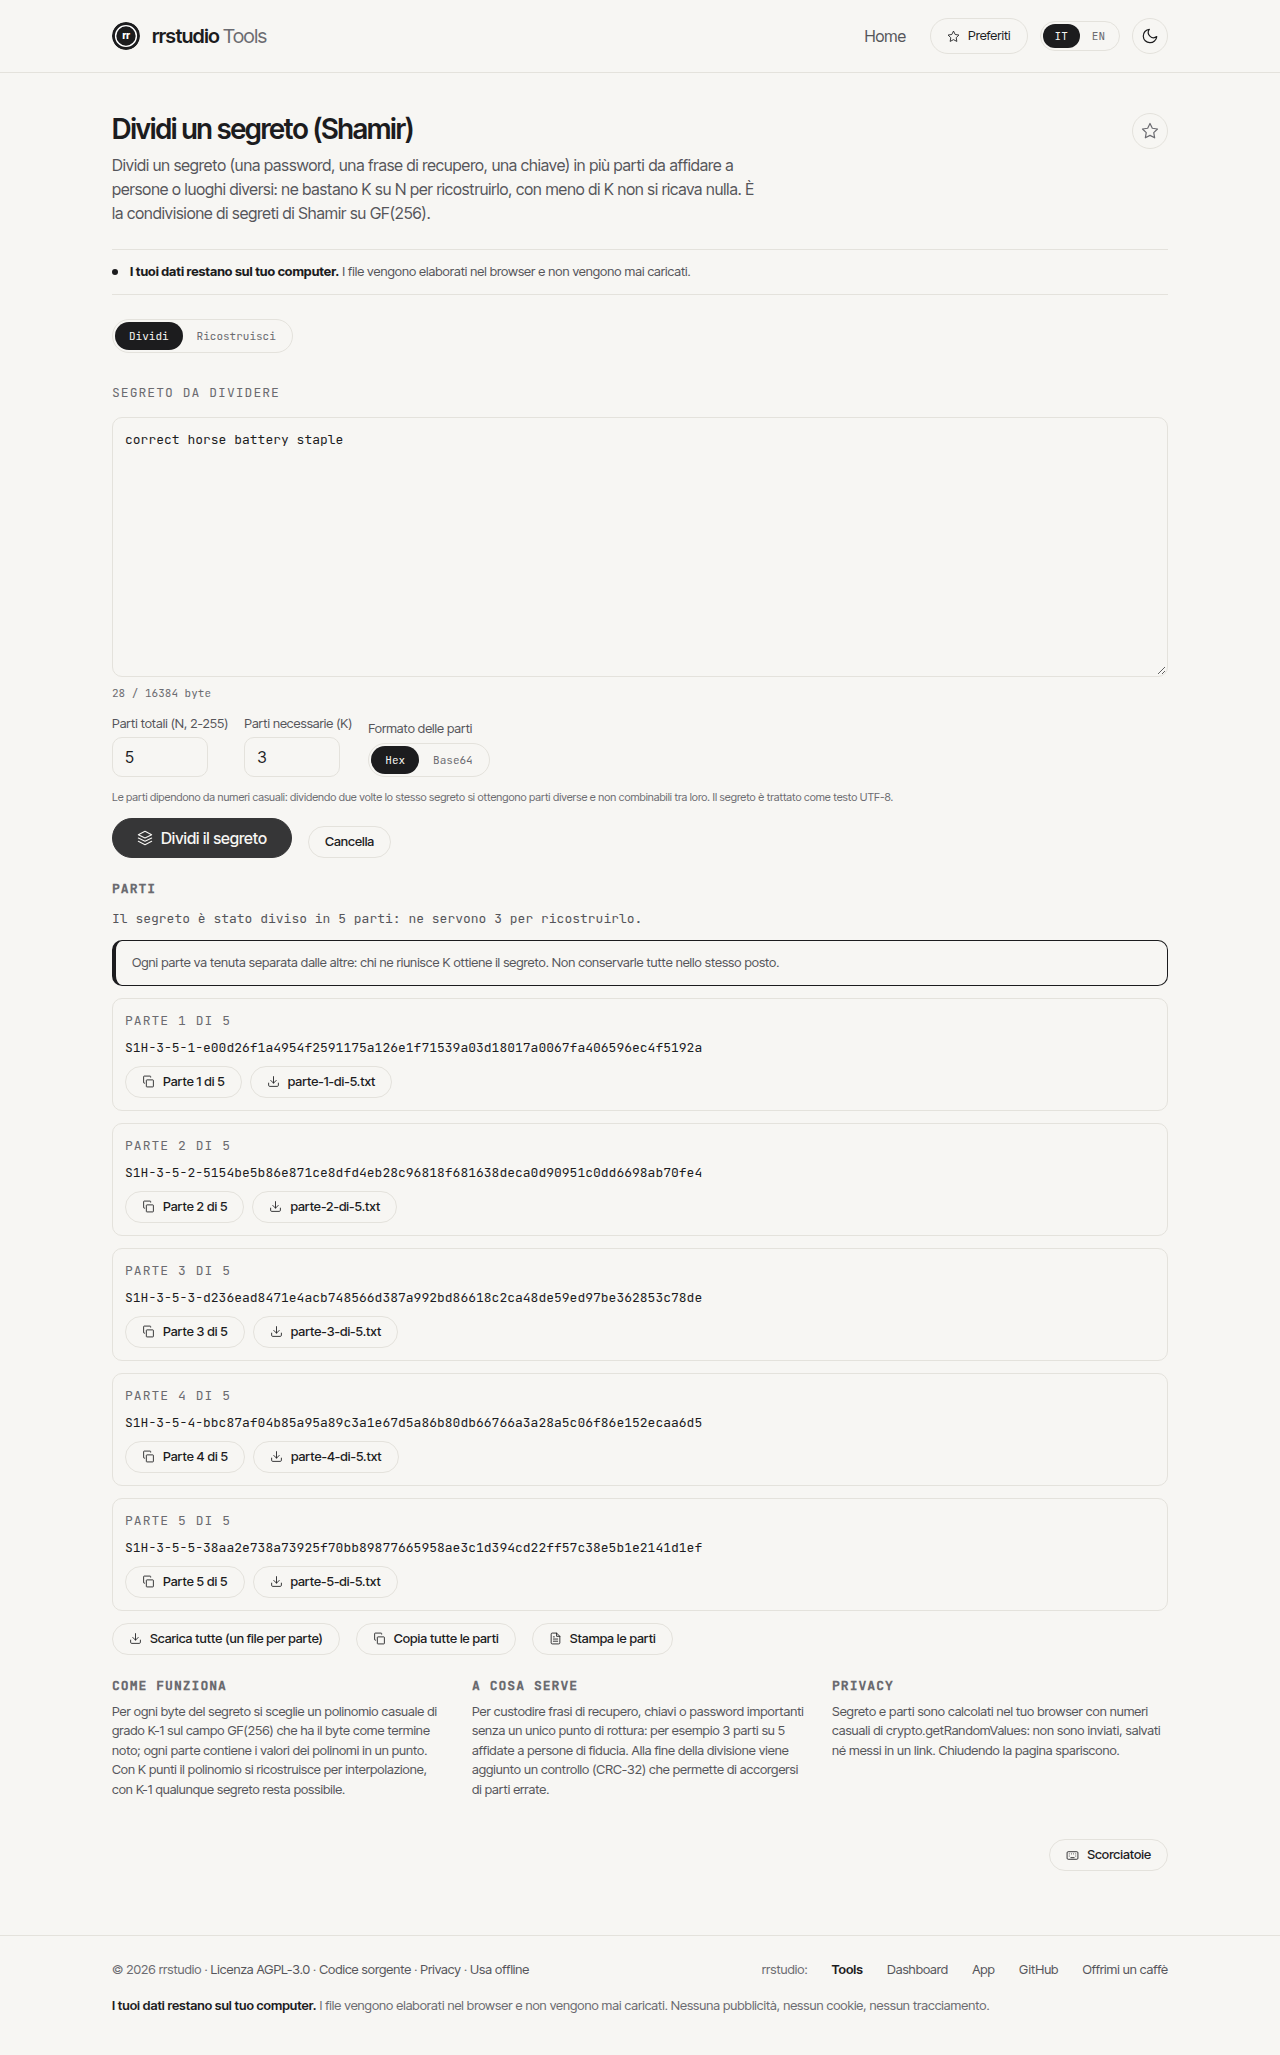 rr rrstudio Tools
Home
Preferiti
IT EN
Dividi un segreto (Shamir)
Dividi un segreto (una password, una frase di recupero, una chiave) in più parti da affidare a
persone o luoghi diversi: ne bastano K su N per ricostruirlo, con meno di K non si ricava nulla. È
la condivisione di segreti di Shamir su GF(256).
I tuoi dati restano sul tuo computer. I file vengono elaborati nel browser e non vengono mai caricati.
Dividi Ricostruisci
SEGRETO DA DIVIDERE
correct horse battery staple
28 / 16384 byte
Parti totali (N, 2-255) Parti necessarie (K) Formato delle parti
5 3 Hex Base64
Le parti dipendono da numeri casuali: dividendo due volte lo stesso segreto si ottengono parti diverse e non combinabili tra loro. Il segreto è trattato come testo UTF-8.
Dividi il segreto Cancella
PARTI
Il segreto è stato diviso in 5 parti: ne servono 3 per ricostruirlo.
Ogni parte va tenuta separata dalle altre: chi ne riunisce K ottiene il segreto. Non conservarle tutte nello stesso posto.
PARTE 1 DI 5
S1H-3-5-1-e00d26f1a4954f2591175a126e1f71539a03d18017a0067fa406596ec4f5192a
Parte 1 di 5 parte-1-di-5.txt
PARTE 2 DI 5
S1H-3-5-2-5154be5b86e871ce8dfd4eb28c96818f681638deca0d90951c0dd6698ab70fe4
Parte 2 di 5 parte-2-di-5.txt
PARTE 3 DI 5
S1H-3-5-3-d236ead8471e4acb748566d387a992bd86618c2ca48de59ed97be362853c78de
Parte 3 di 5 parte-3-di-5.txt
PARTE 4 DI 5
S1H-3-5-4-bbc87af04b85a95a89c3a1e67d5a86b80db66766a3a28a5c06f86e152ecaa6d5
Parte 4 di 5 parte-4-di-5.txt
PARTE 5 DI 5
S1H-3-5-5-38aa2e738a73925f70bb89877665958ae3c1d394cd22ff57c38e5b1e2141d1ef
Parte 5 di 5 parte-5-di-5.txt
Scarica tutte (un file per parte) Copia tutte le parti Stampa le parti
COME FUNZIONA
Per ogni byte del segreto si sceglie un polinomio casuale di
grado K-1 sul campo GF(256) che ha il byte come termine
noto; ogni parte contiene i valori dei polinomi in un punto.
Con K punti il polinomio si ricostruisce per interpolazione,
con K-1 qualunque segreto resta possibile.
A COSA SERVE
Per custodire frasi di recupero, chiavi o password importanti
senza un unico punto di rottura: per esempio 3 parti su 5
affidate a persone di fiducia. Alla fine della divisione viene
aggiunto un controllo (CRC-32) che permette di accorgersi
di parti errate.
PRIVACY
Segreto e parti sono calcolati nel tuo browser con numeri
casuali di crypto.getRandomValues: non sono inviati, salvati
né messi in un link. Chiudendo la pagina spariscono.
Scorciatoie
© 2026 rrstudio · Licenza AGPL-3.0 · Codice sorgente · Privacy · Usa offline
rrstudio: Tools Dashboard App GitHub Offrimi un caffè
I tuoi dati restano sul tuo computer. I file vengono elaborati nel browser e non vengono mai caricati. Nessuna pubblicità, nessun cookie, nessun tracciamento.